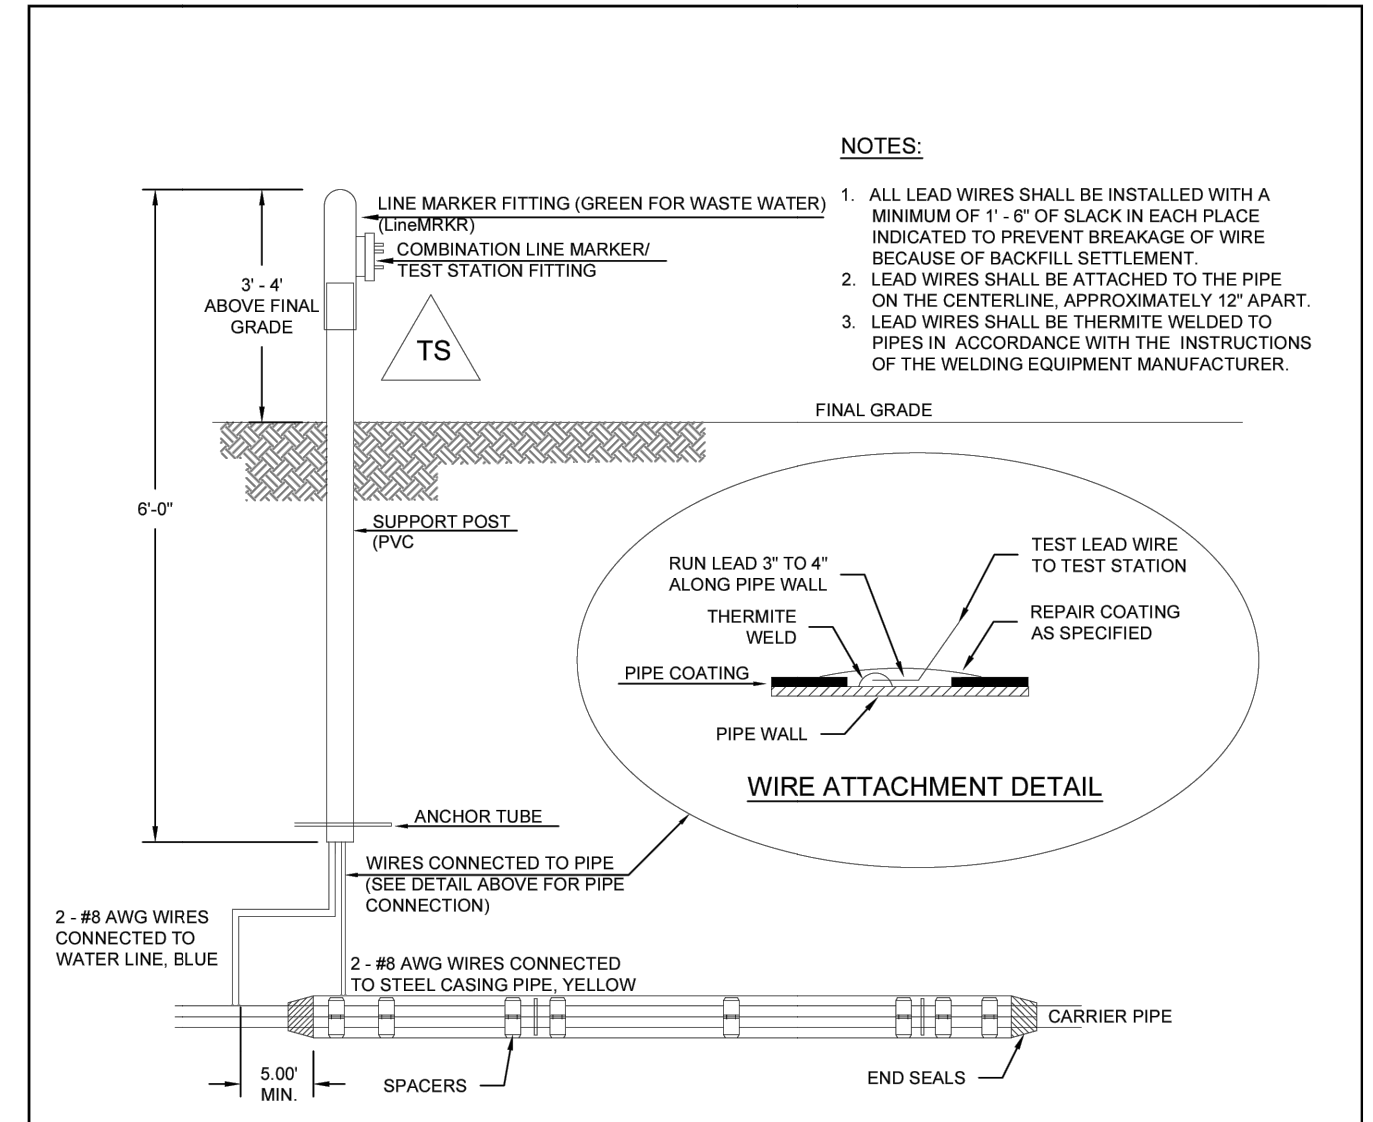 NOTES:
1. ALL LEAD WIRES SHALL BE INSTALLED WITH A
MINIMUM OF 1' - 6" OF SLACK IN EACH PLACE
INDICATED TO PREVENT BREAKAGE OF WIRE
BECAUSE OF BACKFILL SETTLEMENT.
2. LEAD WIRES SHALL BE ATTACHED TO THE PIPE
ON THE CENTERLINE, APPROXIMATELY 12" APART.
3. LEAD WIRES SHALL BE THERMITE WELDED TO
PIPES IN ACCORDANCE WITH THE INSTRUCTIONS
OF THE WELDING EQUIPMENT MANUFACTURER.
LINE MARKER FITTING (GREEN FOR WASTE WATER)
(LineMRKR)
COMBINATION LINE MARKER/
TEST STATION FITTING
3' - 4'
ABOVE FINAL
GRADE
TS
FINAL GRADE
6'-0"
SUPPORT POST
(PVC
TEST LEAD WIRE
TO TEST STATION
RUN LEAD 3" TO 4"
ALONG PIPE WALL
THERMITE
WELD
REPAIR COATING
AS SPECIFIED
PIPE COATING
PIPE WALL
WIRE ATTACHMENT DETAIL
ANCHOR TUBE
WIRES CONNECTED TO PIPE
(SEE DETAIL ABOVE FOR PIPE
CONNECTION)
2 - #8 AWG WIRES
CONNECTED TO
WATER LINE, BLUE
2 - #8 AWG WIRES CONNECTED
TO STEEL CASING PIPE, YELLOW
CARRIER PIPE
5.00'
MIN.
SPACERS
END SEALS